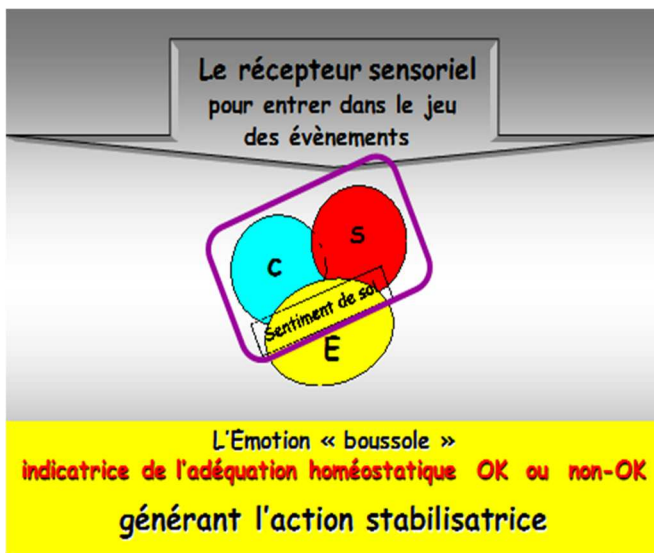 Le récepteur sensoriel
pour entrer dans le jeu
des évènements
S
C
Sentiment de soi
É
L'Émotion « boussole »
indicatrice de l'adéquation homéostatique OK ou non-OK
générant l'action stabilisatrice